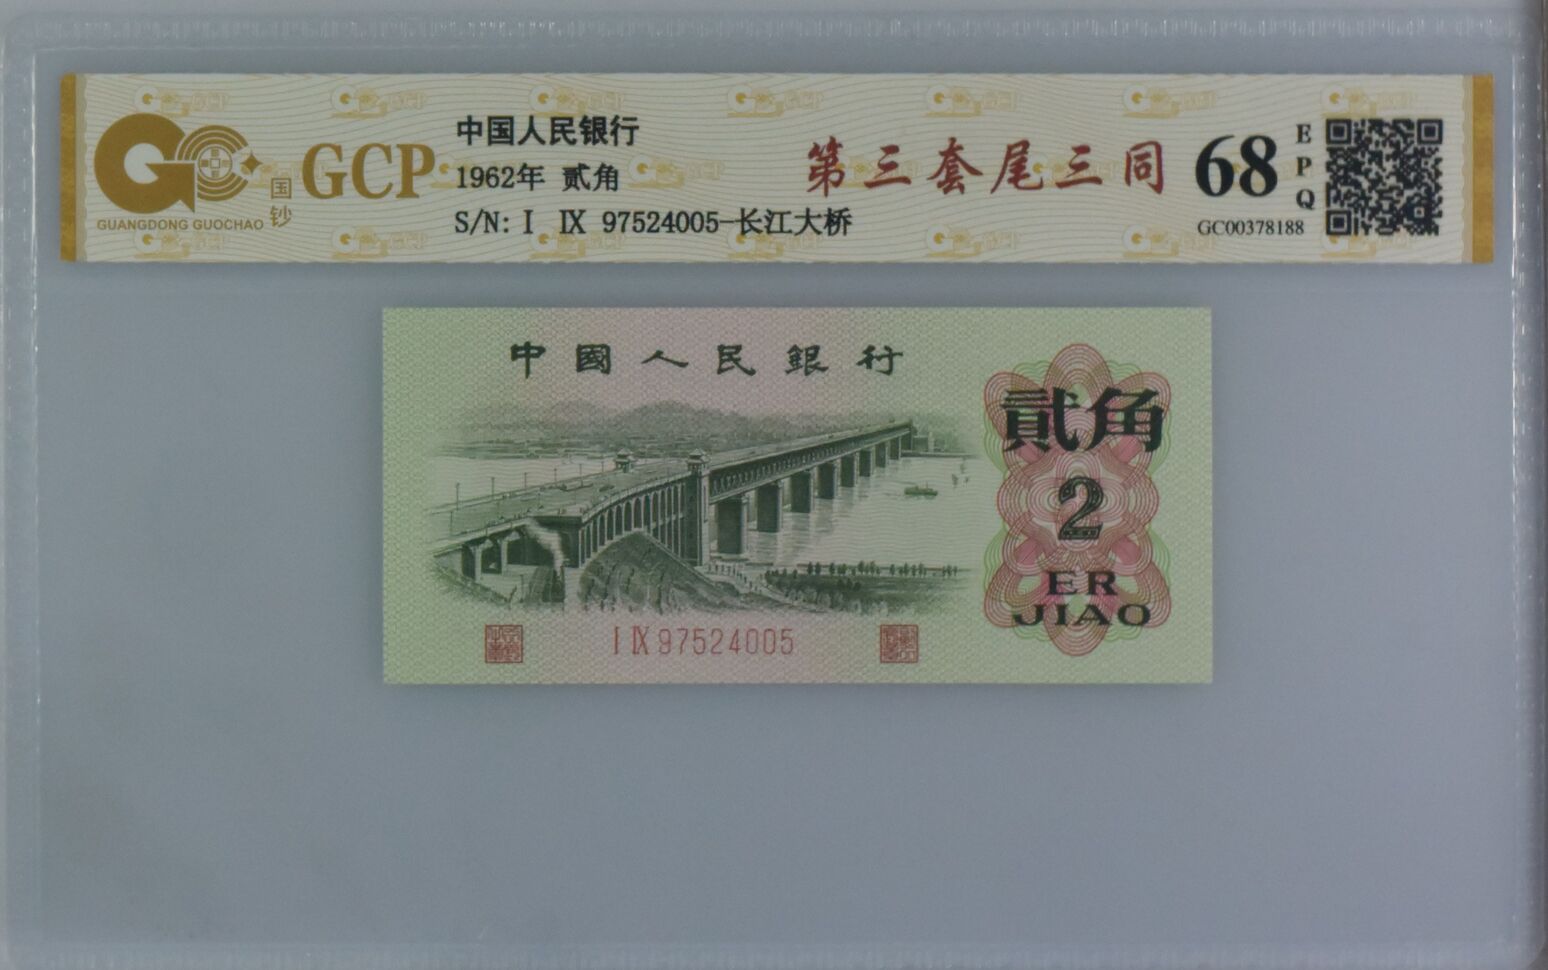 中国人民银行
1962年 贰角
S/N: I IX 97524005-长江大桥
GCP
国钞
GUANGDONG GUOCHAO
第三套尾三同
68
EPQ
GC00378188
中國人民銀行
貳角
2
ER
JIAO
I IX 97524005